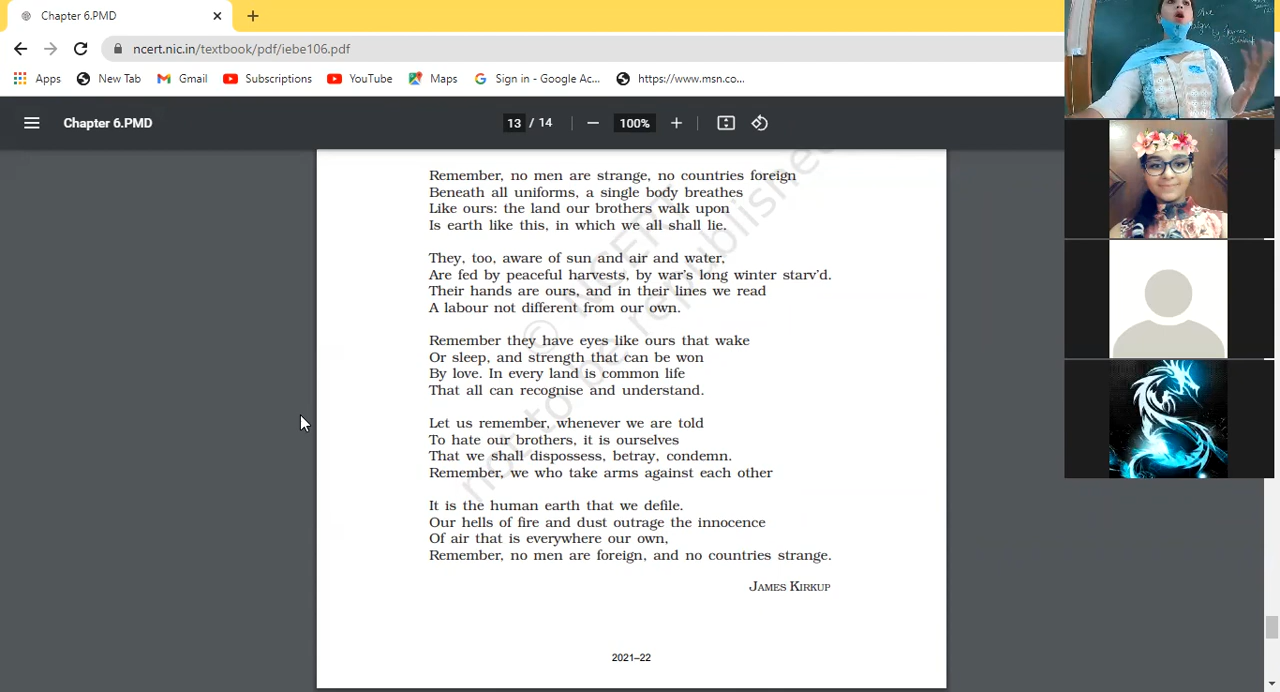 Chapter 6.PMD
ncert.nic.in/textbook/pdf/iebe106.pdf
Apps New Tab Gmail Subscriptions YouTube Maps Sign in - Google Ac... https://www.msn.co...
Chapter 6.PMD 13 / 14 100%
Remember, no men are strange, no countries foreign
Beneath all uniforms, a single body breathes
Like ours: the land our brothers walk upon
Is earth like this, in which we all shall lie.
They, too, aware of sun and air and water,
Are fed by peaceful harvests, by war's long winter starv'd.
Their hands are ours, and in their lines we read
A labour not different from our own.
Remember they have eyes like ours that wake
Or sleep, and strength that can be won
By love. In every land is common life
That all can recognise and understand.
Let us remember, whenever we are told
To hate our brothers, it is ourselves
That we shall dispossess, betray, condemn.
Remember, we who take arms against each other
It is the human earth that we defile.
Our hells of fire and dust outrage the innocence
Of air that is everywhere our own,
Remember, no men are foreign, and no countries strange.
JAMES KIRKUP
2021–22
© NCERT
not to be republished